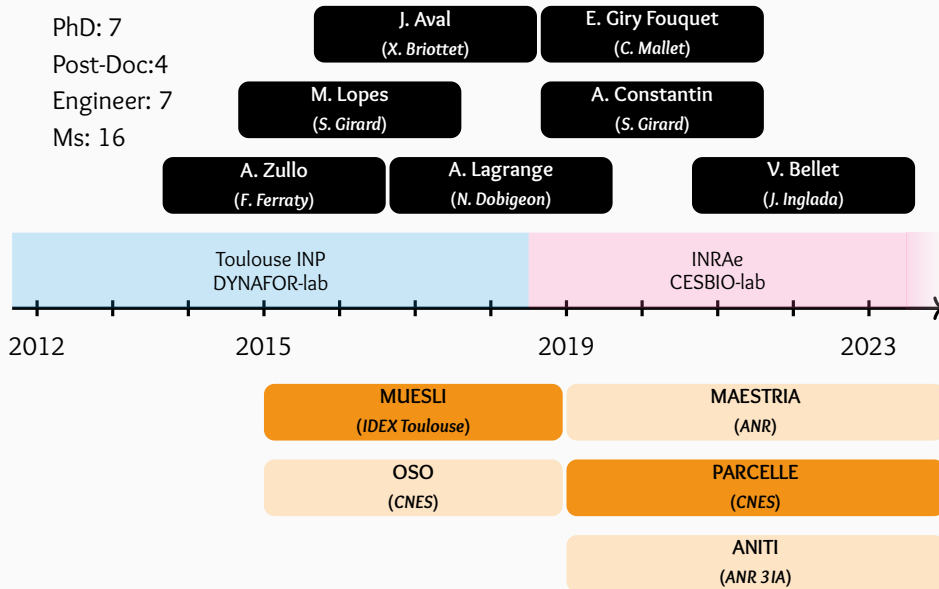 PhD: 7
Post-Doc:4
Engineer: 7
Ms: 16
J. Aval
(X. Briottet)
E. Giry Fouquet
(C. Mallet)
M. Lopes
(S. Girard)
A. Constantin
(S. Girard)
A. Zullo
(F. Ferraty)
A. Lagrange
(N. Dobigeon)
V. Bellet
(J. Inglada)
Toulouse INP
DYNAFOR-lab
INRAe
CESBIO-lab
2012
2015
2019
2023
MUESLI
(IDEX Toulouse)
MAESTRIA
(ANR)
OSO
(CNES)
PARCELLE
(CNES)
ANITI
(ANR 3IA)